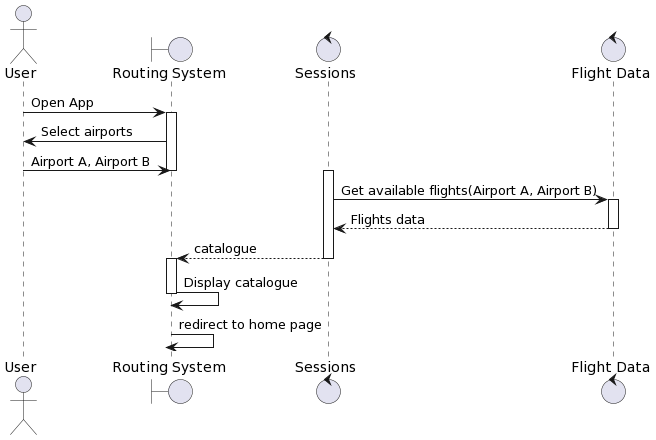 User
Routing System
Sessions
Flight Data
Open App
Select airports
Airport A, Airport B
Get available flights(Airport A, Airport B)
Flights data
catalogue
Display catalogue
redirect to home page
User
Routing System
Sessions
Flight Data